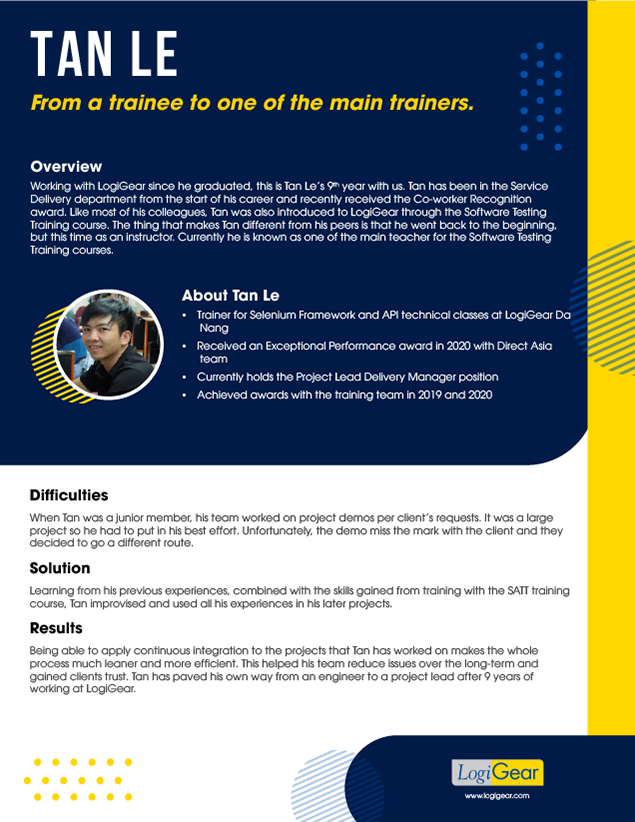 TAN LE
From a trainee to one of the main trainers.
Overview
Working with LogiGear since he graduated, this is Tan Le's 9th year with us. Tan has been in the Service
Delivery department from the start of his career and recently received the Co-worker Recognition
award. Like most of his colleagues, Tan was also introduced to LogiGear through the Software Testing
Training course. The thing that makes Tan different from his peers is that he went back to the beginning,
but this time as an instructor. Currently he is known as one of the main teacher for the Software Testing
Training courses.
About Tan Le
• Trainer for Selenium Framework and API technical classes at LogiGear Da
Nang
• Received an Exceptional Performance award in 2020 with Direct Asia
team
• Currently holds the Project Lead Delivery Manager position
• Achieved awards with the training team in 2019 and 2020
Difficulties
When Tan was a junior member, his team worked on project demos per client's requests. It was a large
project so he had to put in his best effort. Unfortunately, the demo miss the mark with the client and they
decided to go a different route.
Solution
Learning from his previous experiences, combined with the skills gained from training with the SATT training
course, Tan improvised and used all his experiences in his later projects.
Results
Being able to apply continuous integration to the projects that Tan has worked on makes the whole
process much leaner and more efficient. This helped his team reduce issues over the long-term and
gained clients trust. Tan has paved his own way from an engineer to a project lead after 9 years of
working at LogiGear.
LogiGear
www.logigear.com